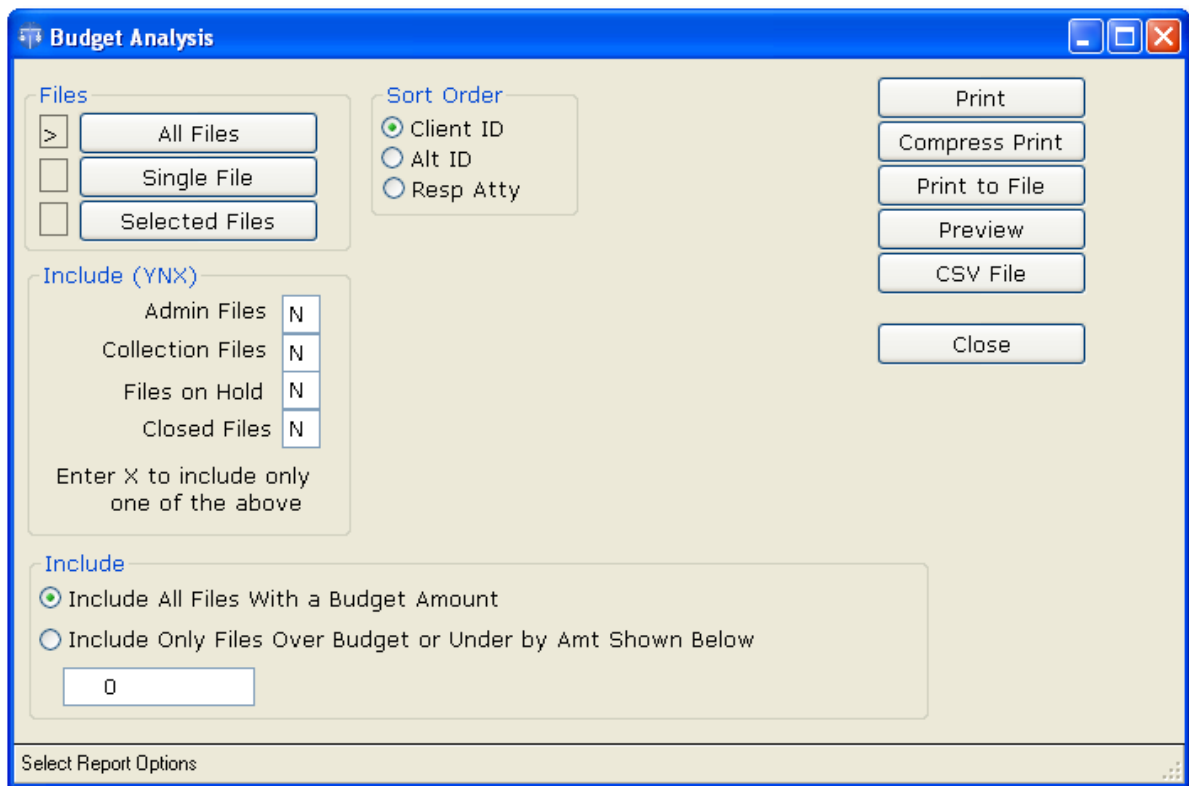 Budget Analysis
Files
> All Files
Single File
Selected Files
Sort Order
Client ID
Alt ID
Resp Atty
Print
Compress Print
Print to File
Preview
CSV File
Close
Include (YNX)
Admin Files N
Collection Files N
Files on Hold N
Closed Files N
Enter X to include only
one of the above
Include
Include All Files With a Budget Amount
Include Only Files Over Budget or Under by Amt Shown Below
0
Select Report Options